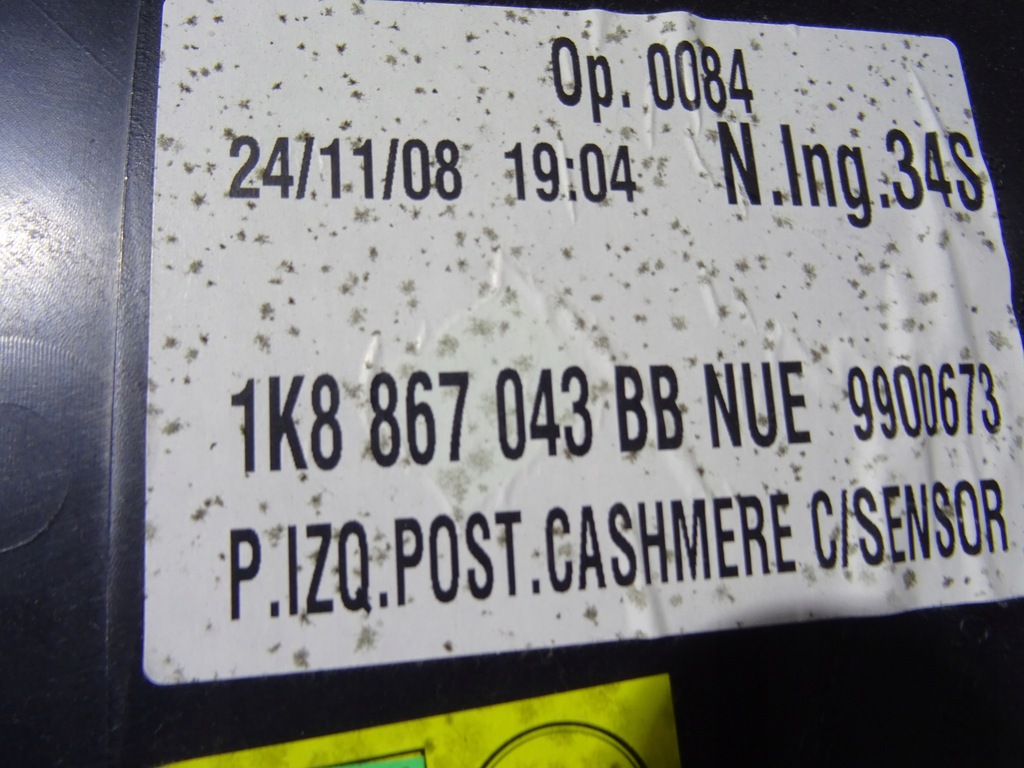 Op. 0084
24/11/08 19:04 N.Ing.34S
1K8 867 043 BB NUE 9900673
P.IZQ.POST.CASHMERE C/SENSOR